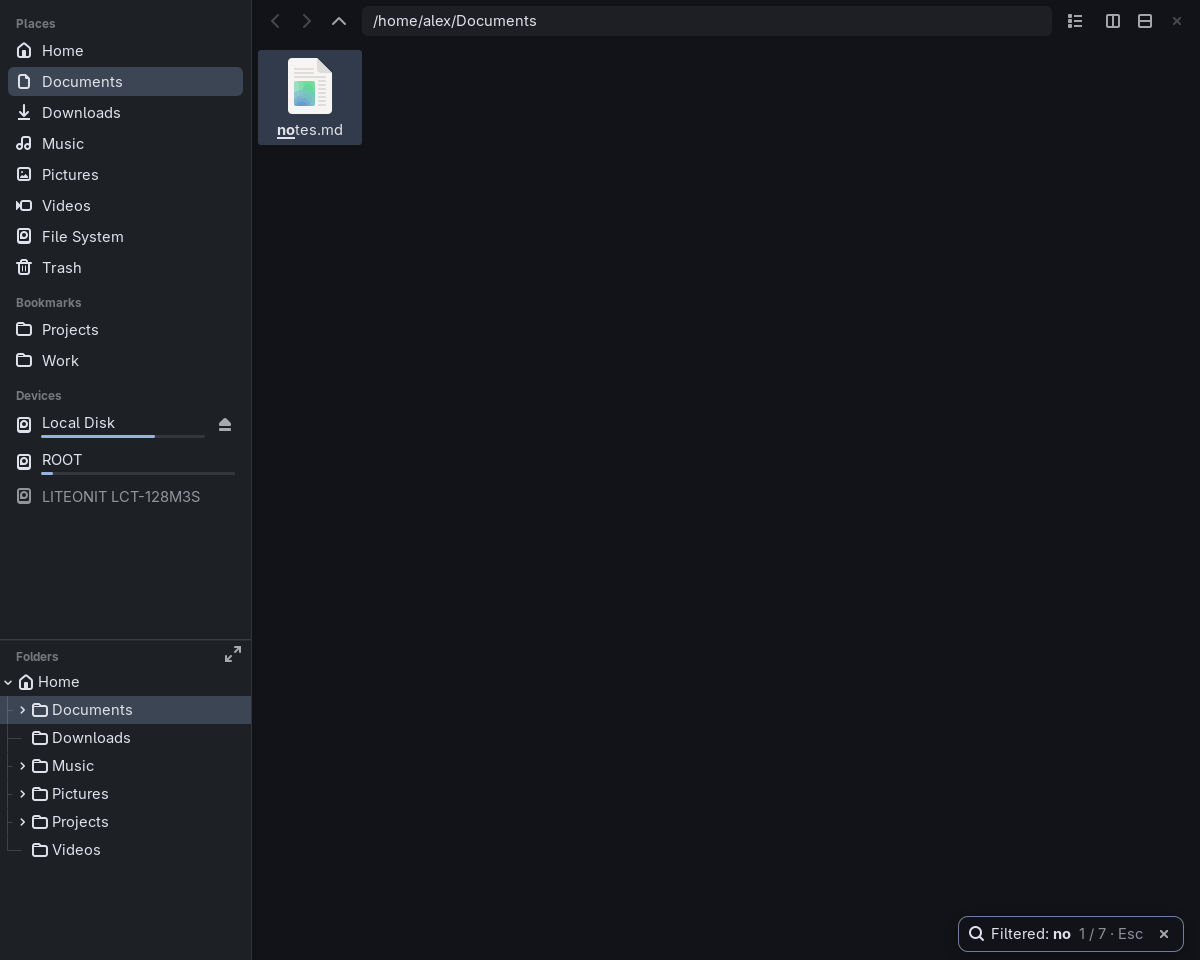 Places
Home
Documents
Downloads
Music
Pictures
Videos
File System
Trash
Bookmarks
Projects
Work
Devices
Local Disk
ROOT
LITEONIT LCT-128M3S
Folders
Home
Documents
Downloads
Music
Pictures
Projects
Videos
/home/alex/Documents
notes.md
Filtered: no 1 / 7 · Esc